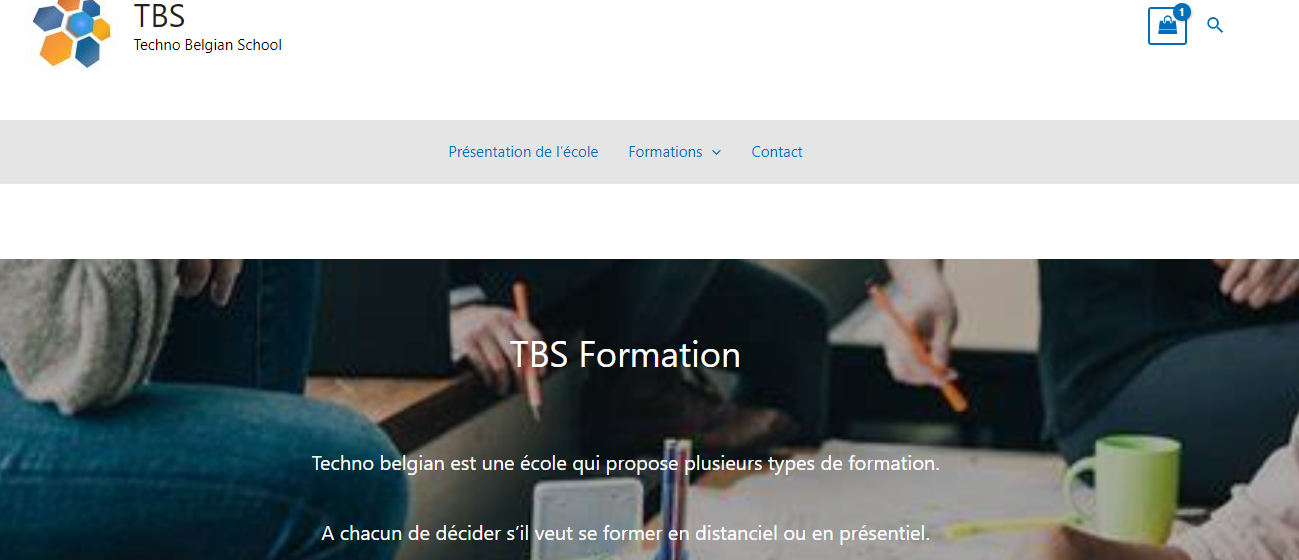 TBS
Techno Belgian School
1
Présentation de l’école Formations Contact
TBS Formation
Techno belgian est une école qui propose plusieurs types de formation.
A chacun de décider s’il veut se former en distanciel ou en présentiel.